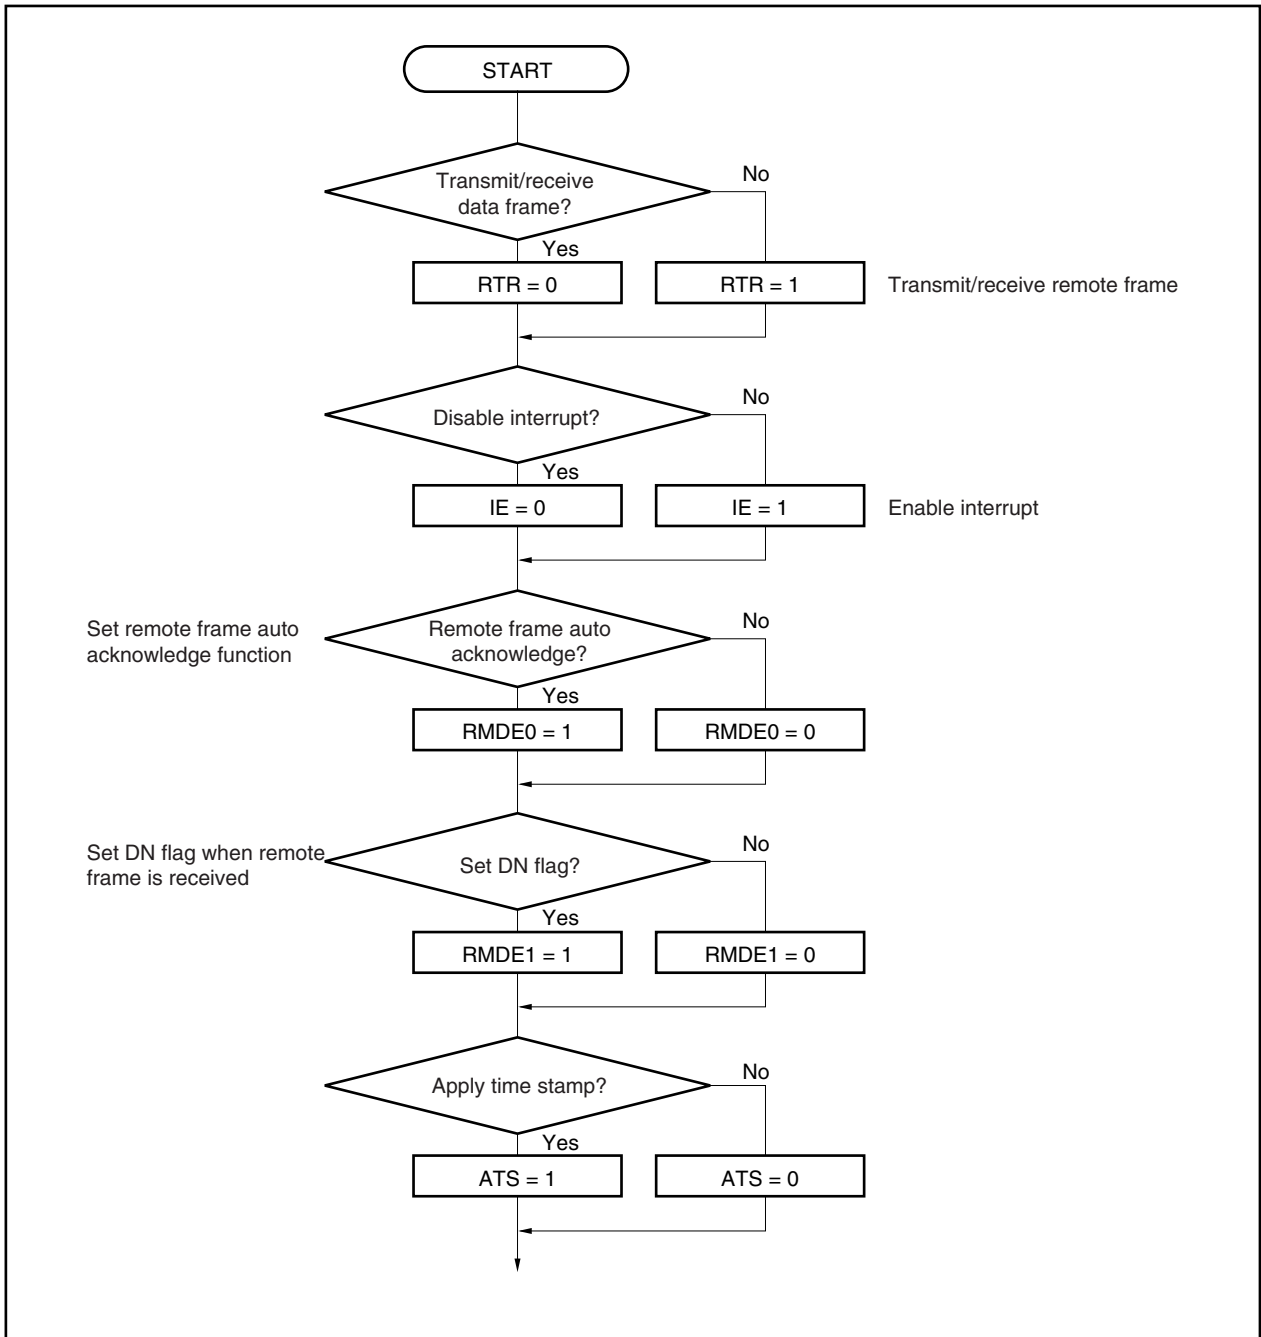 START
Transmit/receive
data frame?
No
Yes
RTR = 0
RTR = 1
Transmit/receive remote frame
Disable interrupt?
No
Yes
IE = 0
IE = 1
Enable interrupt
Set remote frame auto
acknowledge function
Remote frame auto
acknowledge?
No
Yes
RMDE0 = 1
RMDE0 = 0
Set DN flag when remote
frame is received
Set DN flag?
No
Yes
RMDE1 = 1
RMDE1 = 0
Apply time stamp?
No
Yes
ATS = 1
ATS = 0